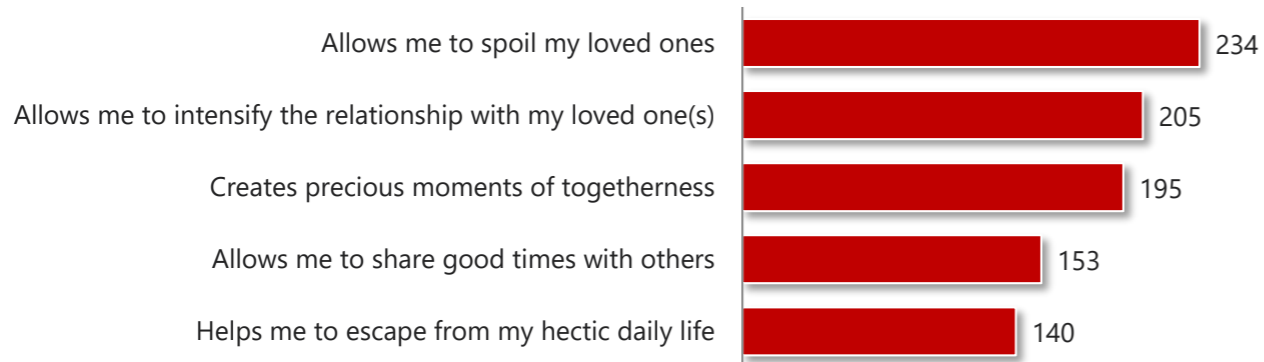 Allows me to spoil my loved ones 234
Allows me to intensify the relationship with my loved one(s) 205
Creates precious moments of togetherness 195
Allows me to share good times with others 153
Helps me to escape from my hectic daily life 140